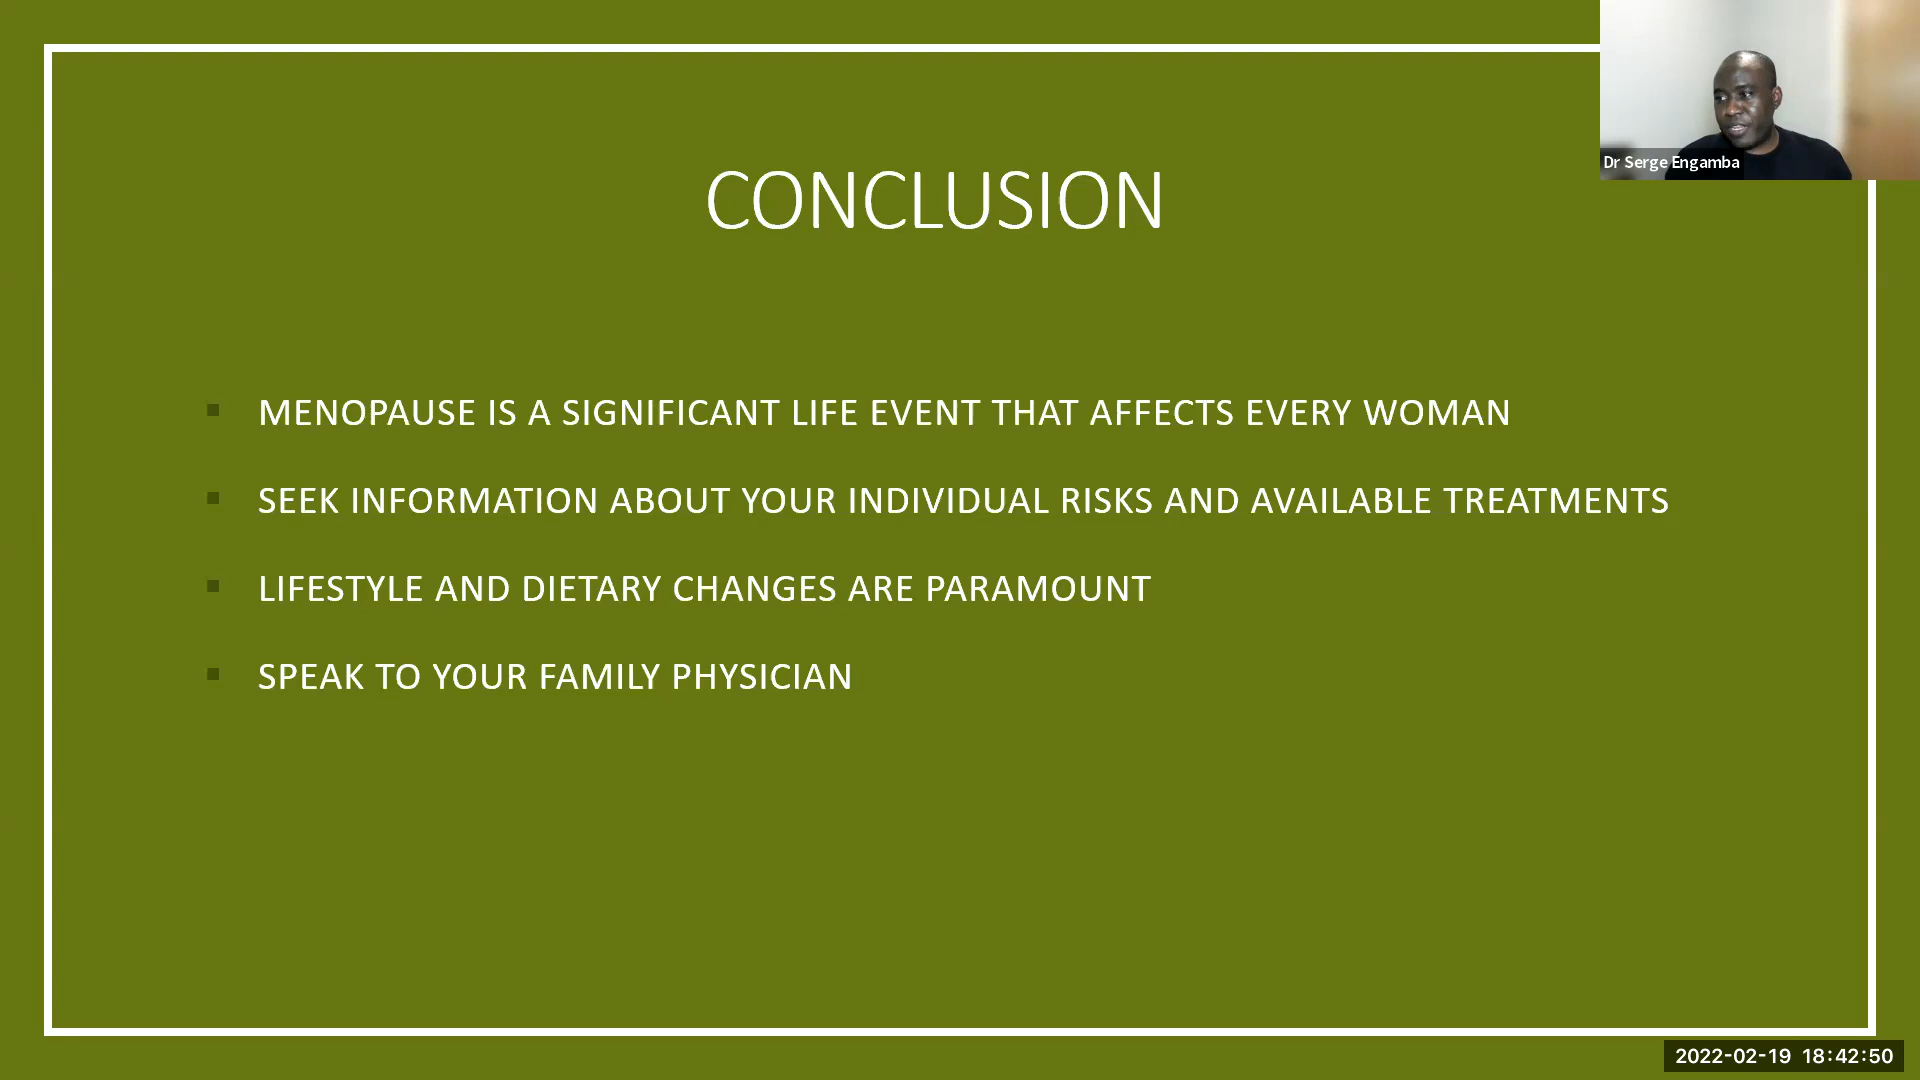 Dr Serge Engamba
CONCLUSION
▪ MENOPAUSE IS A SIGNIFICANT LIFE EVENT THAT AFFECTS EVERY WOMAN
▪ SEEK INFORMATION ABOUT YOUR INDIVIDUAL RISKS AND AVAILABLE TREATMENTS
▪ LIFESTYLE AND DIETARY CHANGES ARE PARAMOUNT
▪ SPEAK TO YOUR FAMILY PHYSICIAN
2022-02-19 18:42:50